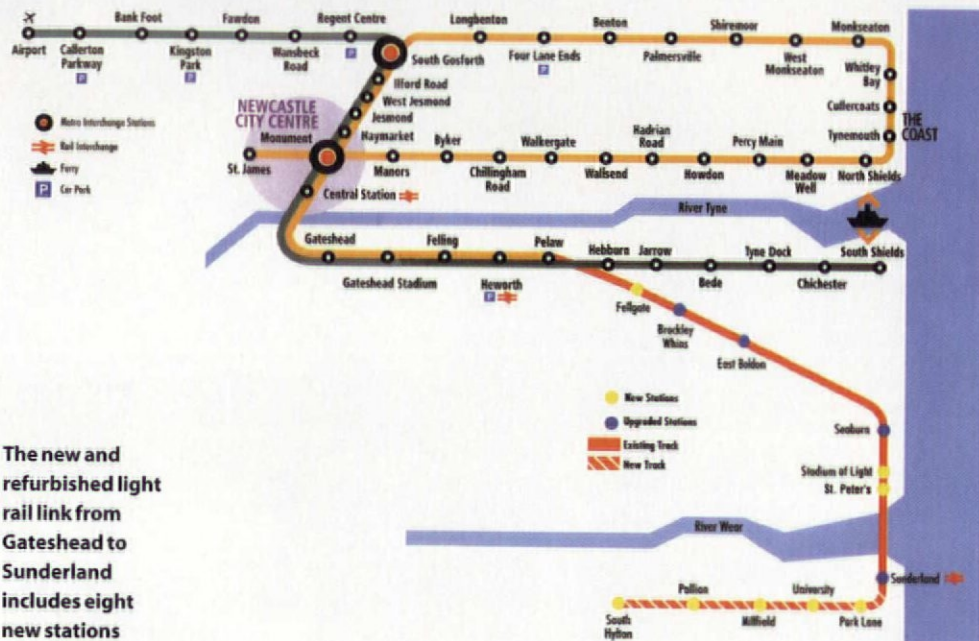 Airport
Callerton
Parkway
P
Bank Foot
Kingston
Park
P
Fawdon
Wansbeck
Road
Regent Centre
P
South Gosforth
Longbenton
Four Lane Ends
P
Benton
Palmersville
Shiremoor
West
Monkseaton
Monkseaton
Whitley
Bay
Cullercoats
THE
COAST
Tynemouth
North Shields
Ilford Road
West Jesmond
Jesmond
Haymarket
NEWCASTLE
CITY CENTRE
Monument
St. James
Manors
Byker
Chillingham
Road
Walkergate
Wallsend
Hadrian
Road
Howdon
Percy Main
Meadow
Well
Central Station
Metro Interchange Stations
Rail Interchange
Ferry
P Car Park
River Tyne
Gateshead
Gateshead Stadium
Felling
Heworth
P
Pelaw
Hebburn
Jarrow
Bede
Tyne Dock
Chichester
South Shields
Fellgate
Brockley
Whins
East Boldon
New Stations
Upgraded Stations
Existing Track
New Track
Seaburn
Stadium of Light
St. Peter's
River Wear
Sunderland
Park Lane
University
Millfield
Pallion
South
Hylton
The new and
refurbished light
rail link from
Gateshead to
Sunderland
includes eight
new stations